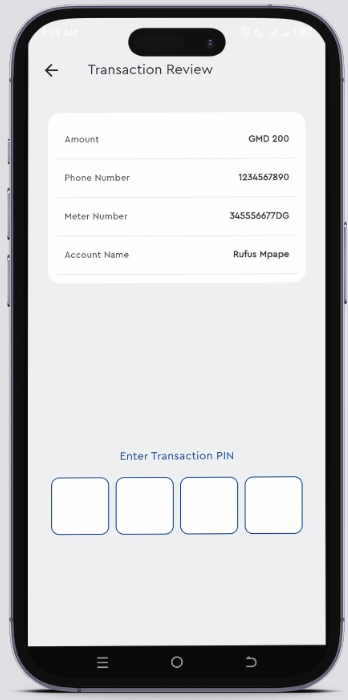 8:29 AM
Transaction Review
Amount GMD 200
Phone Number 1234567890
Meter Number 345556677DG
Account Name Rufus Mpape
Enter Transaction PIN